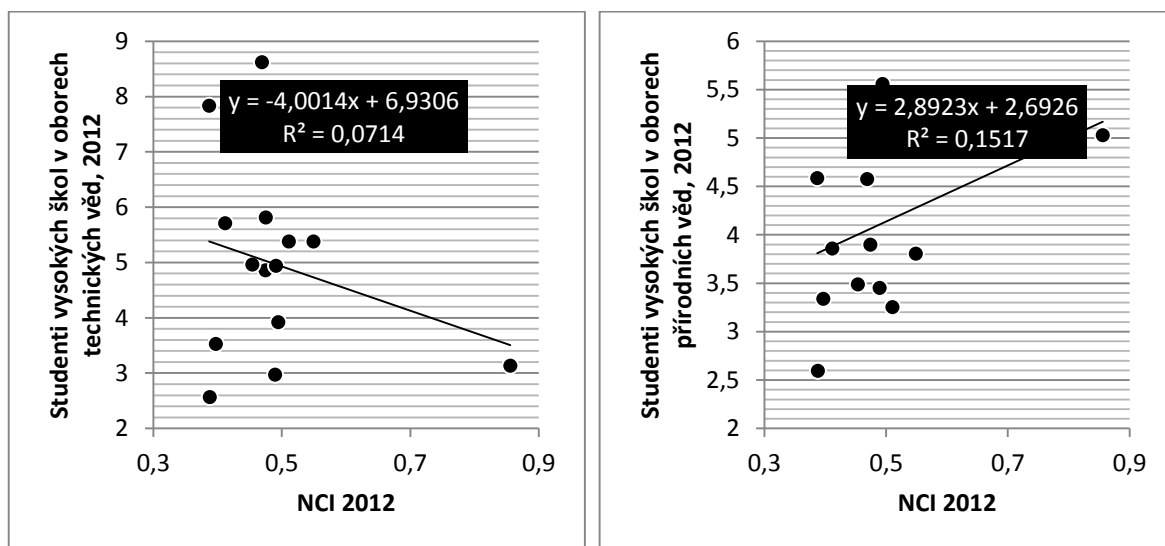 Studenti vysokých škol v oborech
technických věd, 2012
9
8
7
6
5
4
3
2
y = -4,0014x + 6,9306
R² = 0,0714
0,3
0,5
0,7
0,9
NCI 2012
Studenti vysokých škol v oborech
přírodních věd, 2012
6
5,5
5
4,5
4
3,5
3
2,5
2
y = 2,8923x + 2,6926
R² = 0,1517
0,3
0,5
0,7
0,9
NCI 2012